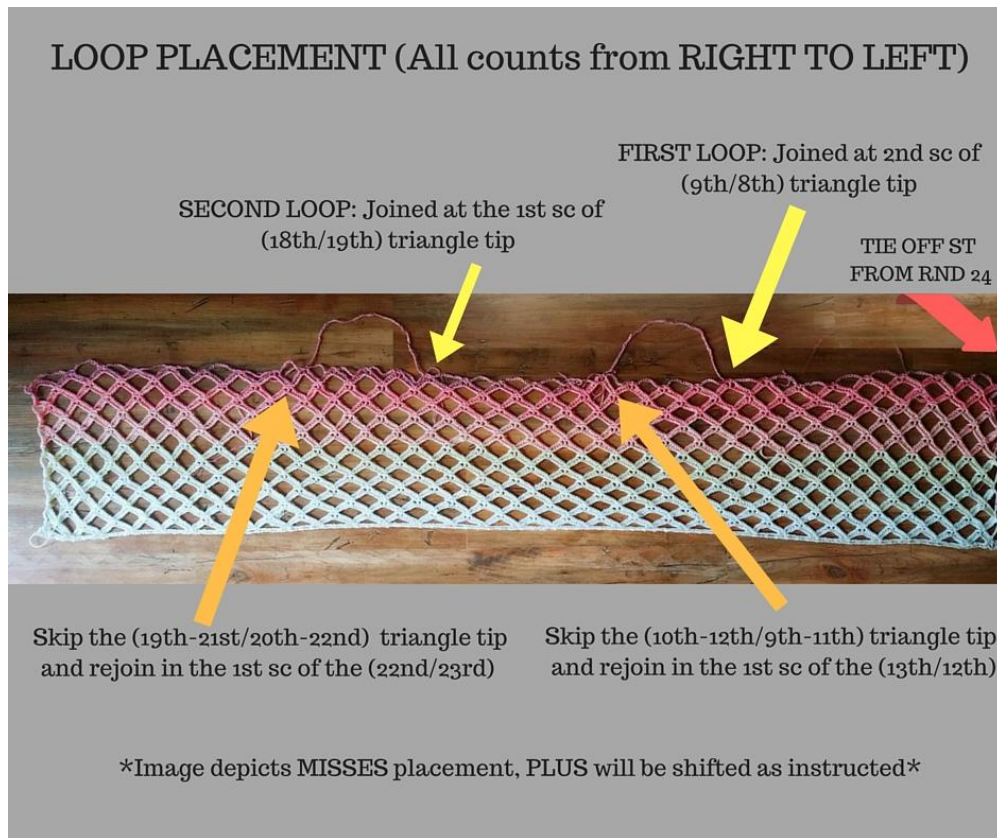 LOOP PLACEMENT (All counts from RIGHT TO LEFT)
FIRST LOOP: Joined at 2nd sc of
(9th/8th) triangle tip
SECOND LOOP: Joined at the 1st sc of
(18th/19th) triangle tip
TIE OFF ST
FROM RND 24
Skip the (19th-21st/20th-22nd) triangle tip
and rejoin in the 1st sc of the (22nd/23rd)
Skip the (10th-12th/9th-11th) triangle tip
and rejoin in the 1st sc of the (13th/12th)
*Image depicts MISSES placement, PLUS will be shifted as instructed*